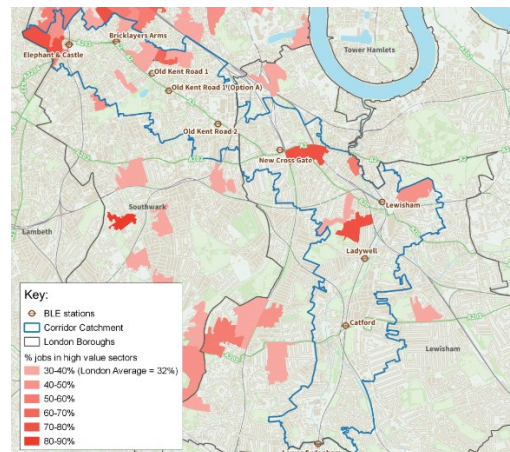 Bricklayers Arms
Elephant & Castle
Tower Hamlets
Old Kent Road 1
Old Kent Road 1 (Option A)
Old Kent Road 2
New Cross Gate
Southwark
Lewisham
Lambeth
Ladywell
Key:
BLE stations
Corridor Catchment
London Boroughs
% jobs in high value sectors
30-40% (London Average = 32%)
40-50%
50-60%
60-70%
70-80%
80-90%
Catford
Lewisham